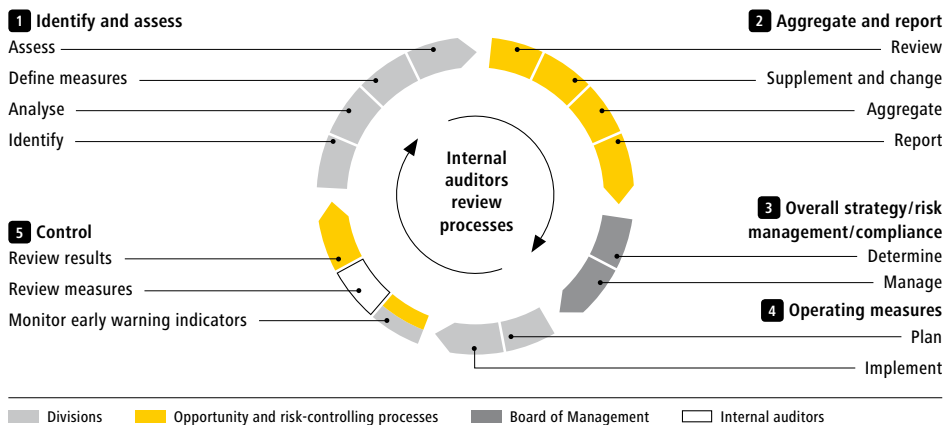 1 Identify and assess
Assess
Define measures
Analyse
Identify
2 Aggregate and report
Review
Supplement and change
Aggregate
Report
Internal
auditors
review
processes
3 Overall strategy/risk
management/compliance
Determine
Manage
4 Operating measures
Plan
Implement
5 Control
Review results
Review measures
Monitor early warning indicators
Divisions
Opportunity and risk-controlling processes
Board of Management
Internal auditors